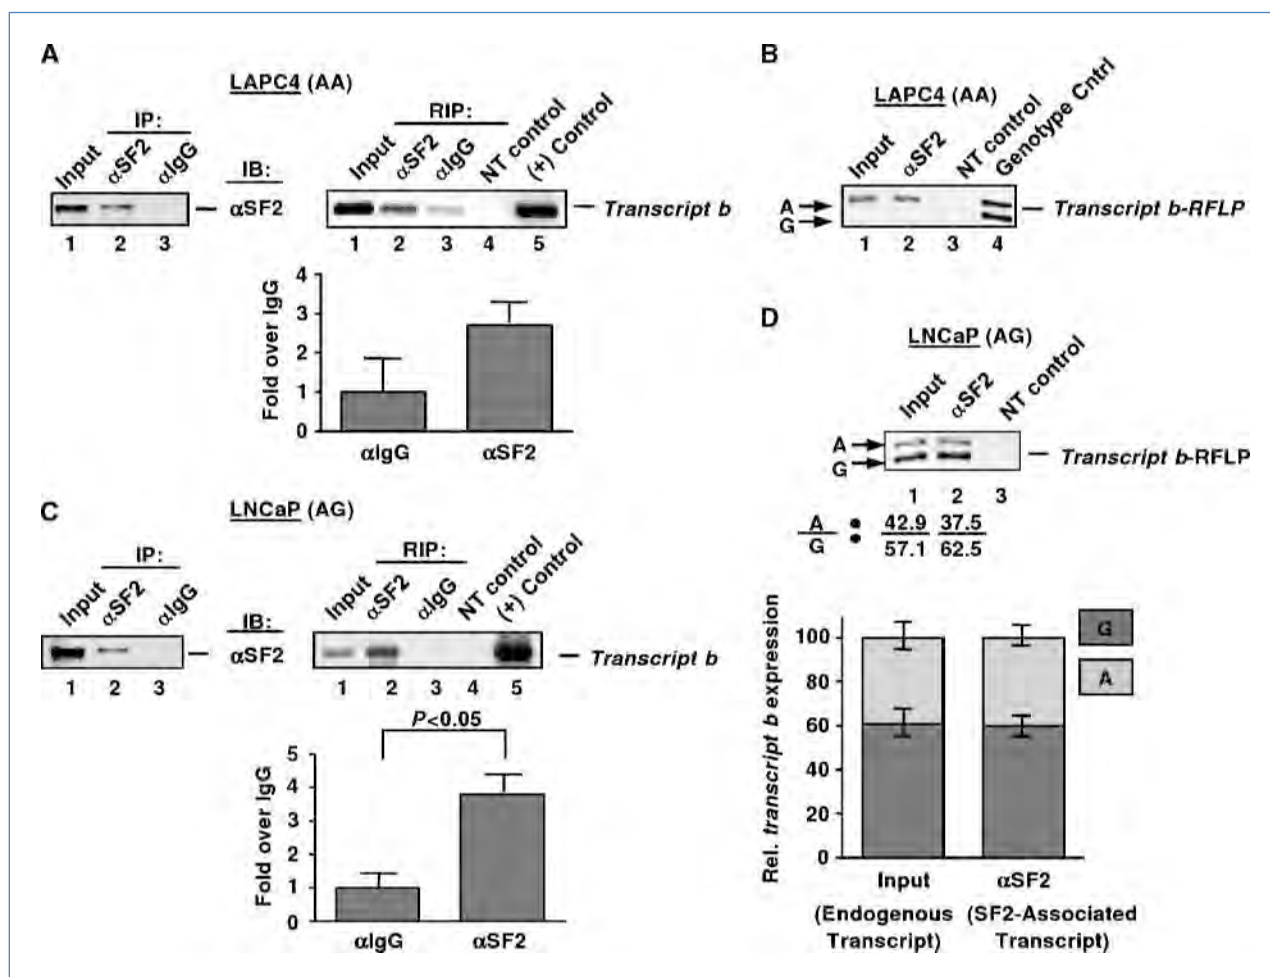 A
LAPC4 (AA)
IP:
Input
αSF2
αIgG
IB:
αSF2
1 2 3
RIP:
Input
αSF2
αIgG
NT control
(+) Control
Transcript b
1 2 3 4 5
Fold over IgG
4
3
2
1
0
αIgG αSF2
B
LAPC4 (AA)
Input
αSF2
NT control
Genotype Cntrl
A
G
Transcript b-RFLP
1 2 3 4
C
LNCaP (AG)
IP:
Input
αSF2
αIgG
IB:
αSF2
1 2 3
RIP:
Input
αSF2
αIgG
NT control
(+) Control
Transcript b
1 2 3 4 5
P<0.05
Fold over IgG
5
4
3
2
1
0
αIgG αSF2
D
LNCaP (AG)
Input
αSF2
NT control
A
G
Transcript b-RFLP
1 2 3
A : 42.9 37.5
G 57.1 62.5
Rel. transcript b expression
100
80
60
40
20
0
G
A
Input αSF2
(Endogenous (SF2-Associated
Transcript) Transcript)